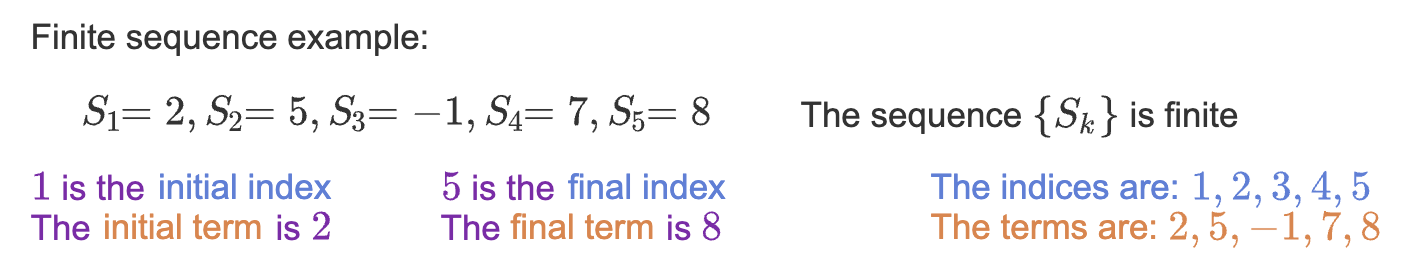 Finite sequence example:
S₁= 2, S₂= 5, S₃= −1, S₄= 7, S₅= 8 The sequence {Sₖ} is finite
1 is the initial index 5 is the final index The indices are: 1, 2, 3, 4, 5
The initial term is 2 The final term is 8 The terms are: 2, 5, −1, 7, 8